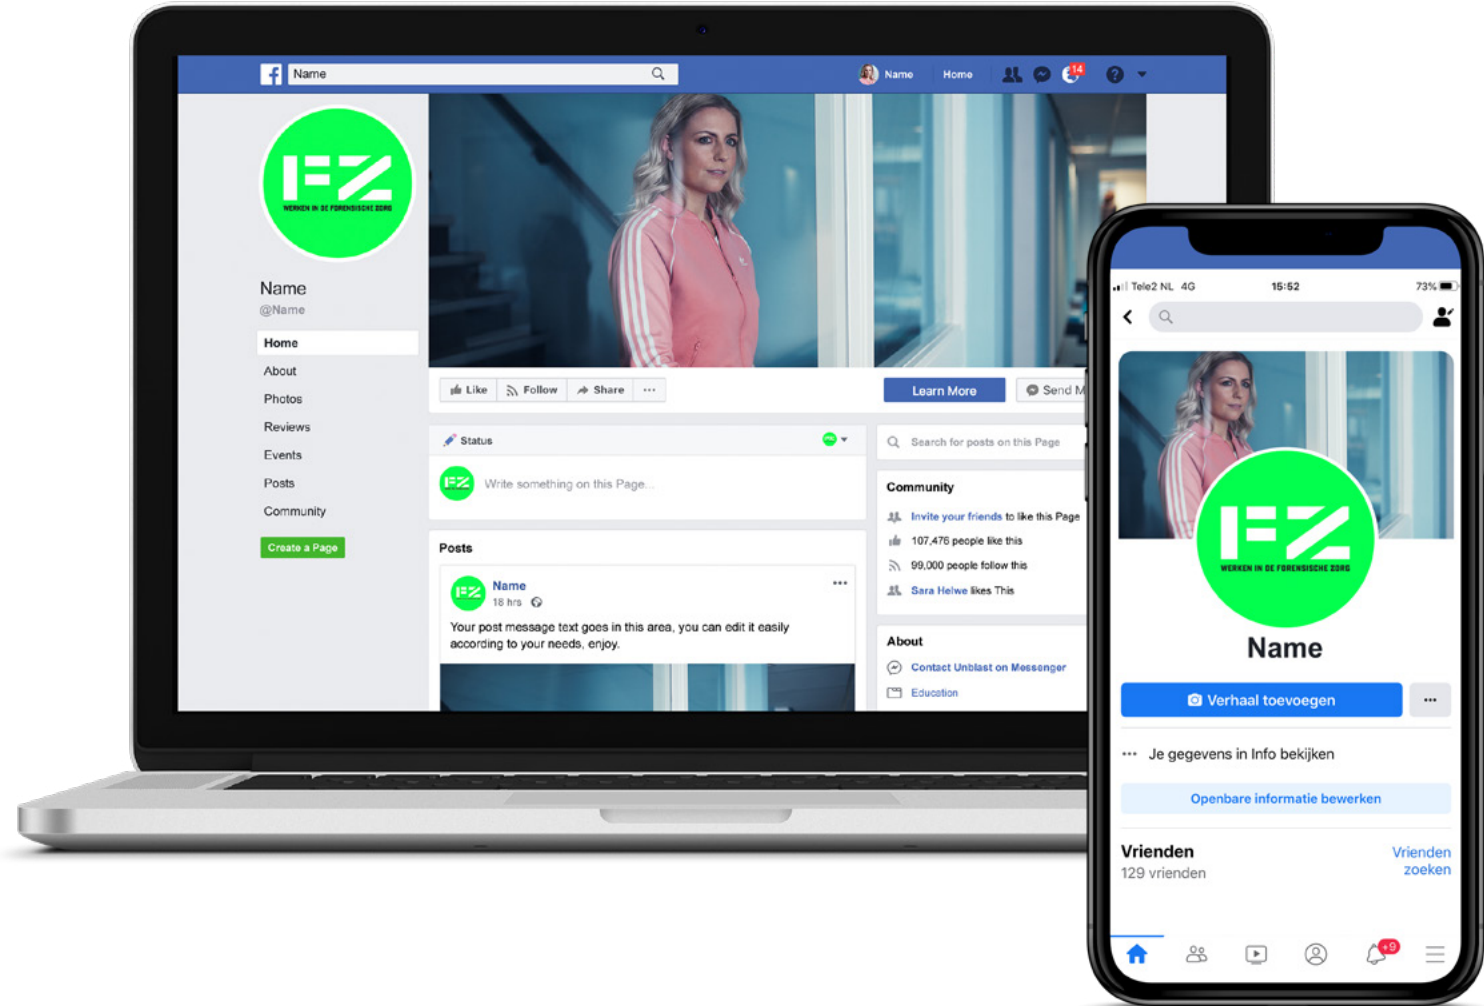 Name
Name
Home
14
FZ
WERKEN IN DE FORENSISCHE ZORG
Name
@Name
Home
About
Photos
Reviews
Events
Posts
Community
Create a Page
Like
Follow
Share
Learn More
Send M
Status
Write something on this Page...
Posts
Name
18 hrs
Your post message text goes in this area, you can edit it easily
according to your needs, enjoy.
Search for posts on this Page
Community
Invite your friends to like this Page
107,476 people like this
99,000 people follow this
Sara Helwe likes This
About
Contact Unblast on Messenger
Education
Tele2 NL 4G
15:52
73%
FZ
WERKEN IN DE FORENSISCHE ZORG
Name
Verhaal toevoegen
Je gegevens in Info bekijken
Openbare informatie bewerken
Vrienden
129 vrienden
Vrienden
zoeken
+9